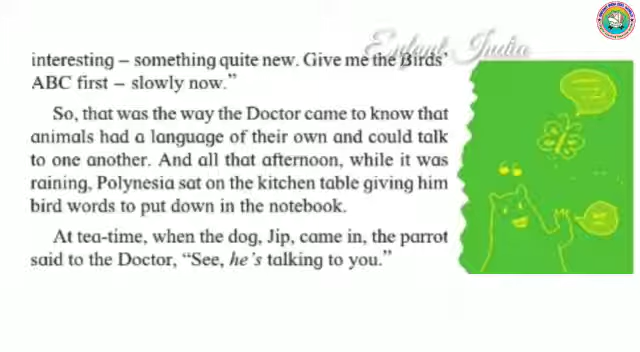 Enfant India
interesting – something quite new. Give me the Birds'
ABC first – slowly now.”
So, that was the way the Doctor came to know that
animals had a language of their own and could talk
to one another. And all that afternoon, while it was
raining, Polynesia sat on the kitchen table giving him
bird words to put down in the notebook.
At tea-time, when the dog, Jip, came in, the parrot
said to the Doctor, “See, he's talking to you.”